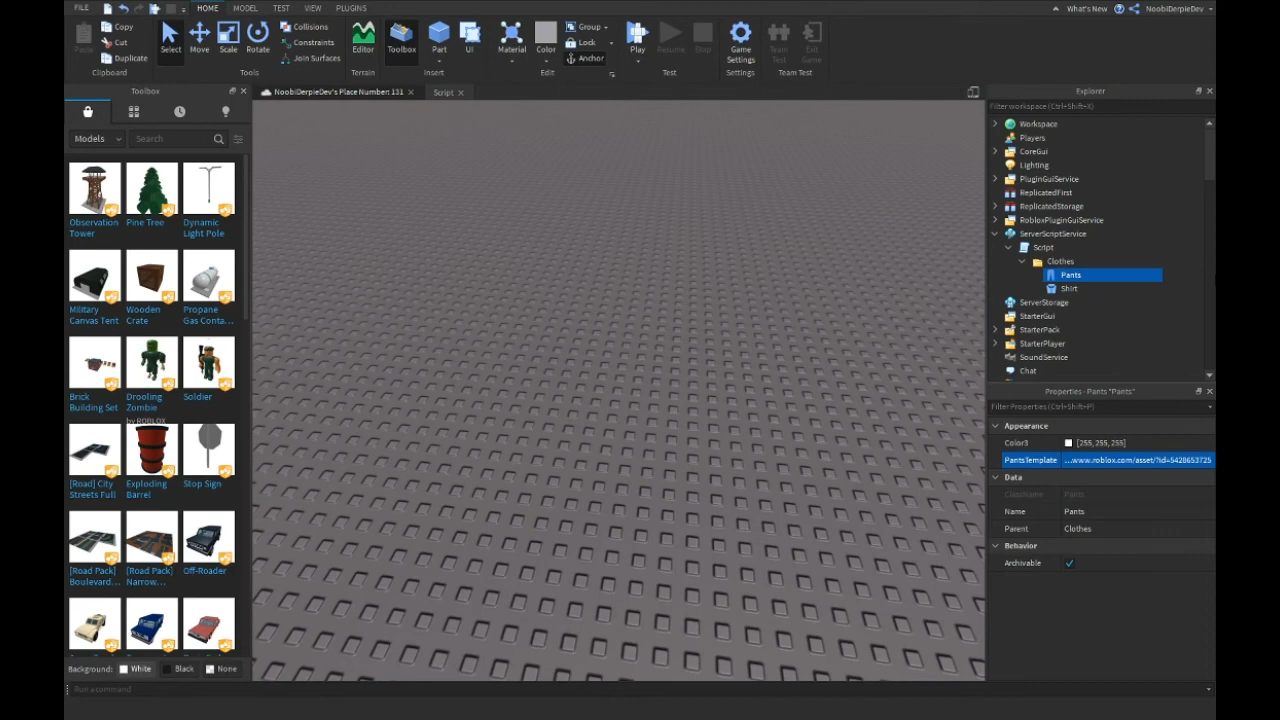 FILE HOME MODEL TEST VIEW PLUGINS What's New NoobiDerpieDev
Copy Collisions Group
Cut Constraints Lock
Paste Duplicate Select Move Scale Rotate Join Surfaces Editor Toolbox Part UI Material Color Anchor Play Resume Stop Game Settings Team Test Exit Game
Clipboard Tools Terrain Insert Edit Test Settings Team Test
Toolbox
NoobiDerpieDev's Place Number: 131
Script
Models
Search
Observation Tower
Pine Tree
Dynamic Light Pole
Military Canvas Tent
Wooden Crate
Propane Gas Conta...
Brick Building Set
Drooling Zombie
by ROBLOX
Soldier
[Road] City Streets Full
Exploding Barrel
Stop Sign
[Road Pack] Boulevard...
[Road Pack] Narrow...
Off-Roader
Background: White Black None
Run a command
Explorer
Filter workspace (Ctrl+Shift+X)
Workspace
Players
CoreGui
Lighting
PluginGuiService
ReplicatedFirst
ReplicatedStorage
RobloxPluginGuiService
ServerScriptService
Script
Clothes
Pants
Shirt
ServerStorage
StarterGui
StarterPack
StarterPlayer
SoundService
Chat
Properties - Pants "Pants"
Filter Properties (Ctrl+Shift+P)
Appearance
Color3 [255, 255, 255]
PantsTemplate ...www.roblox.com/asset/?id=5428653725
Data
ClassName Pants
Name Pants
Parent Clothes
Behavior
Archivable